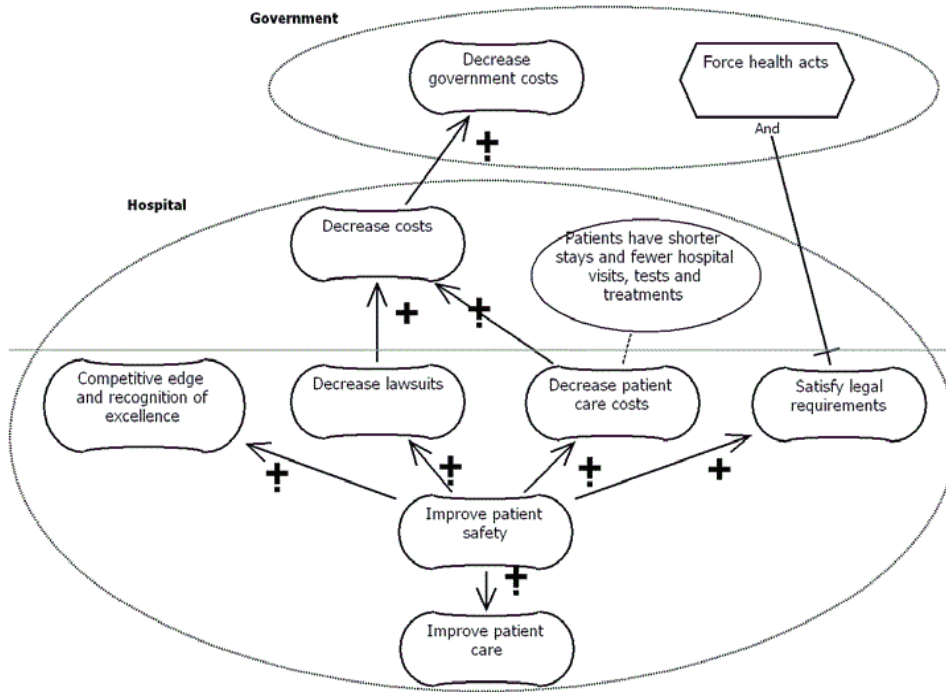 Government
Decrease
government costs
Force health acts
And
Hospital
Decrease costs
Patients have shorter
stays and fewer hospital
visits, tests and
treatments
Competitive edge
and recognition of
excellence
Decrease lawsuits
Decrease patient
care costs
Satisfy legal
requirements
Improve patient
safety
Improve patient
care